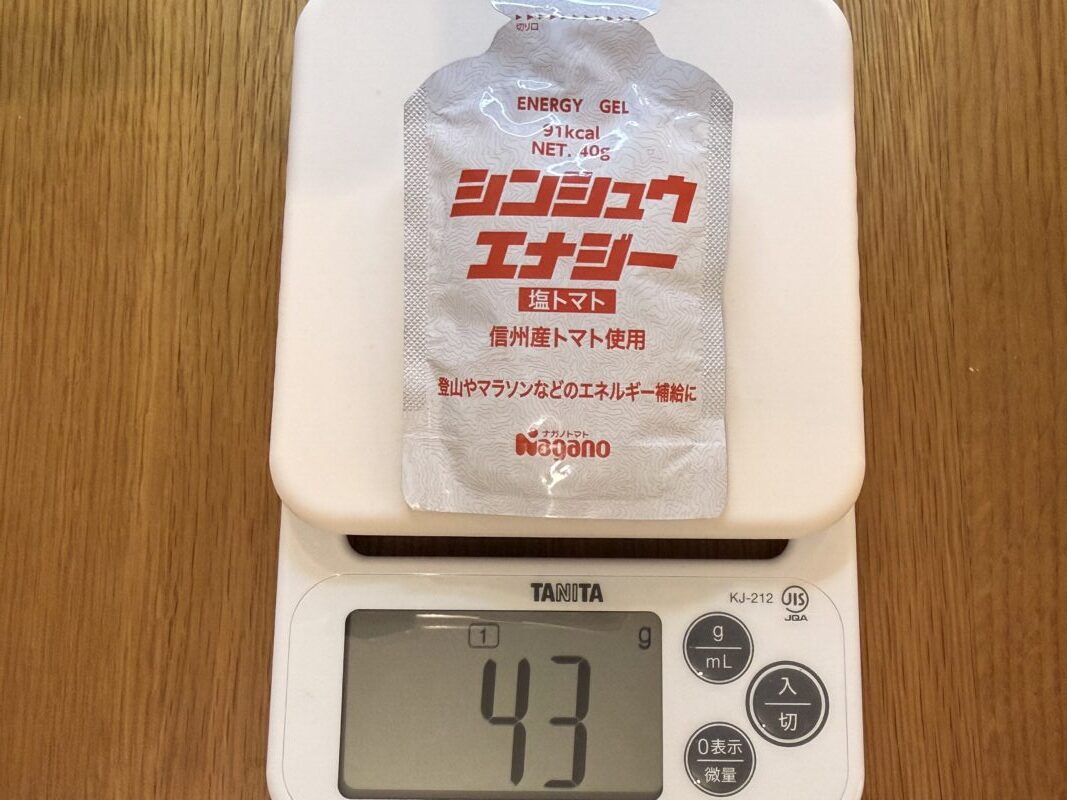 切り口
ENERGY GEL
91kcal
NET. 40g
シンシュウ
エナジー
塩トマト
信州産トマト使用
登山やマラソンなどのエネルギー補給に
ナガノトマト
Nagano
TANITA
KJ-212
JIS
JQA
1
g
43
g
mL
入
切
0表示
微量